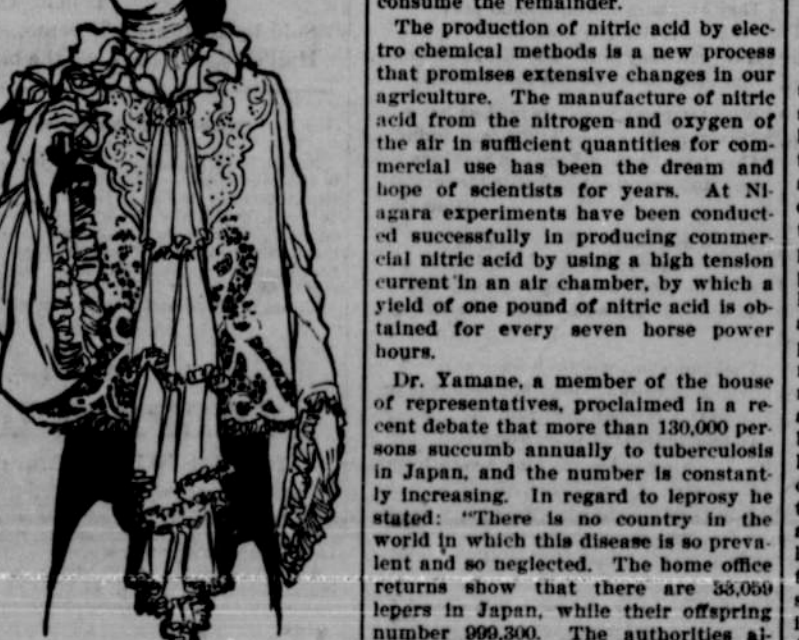 consume the remainder.
The production of nitric acid by elec-
tro chemical methods is a new process
that promises extensive changes in our
agriculture. The manufacture of nitric
acid from the nitrogen and oxygen of
the air in sufficient quantities for com-
mercial use has been the dream and
hope of scientists for years. At Ni-
agara experiments have been conduct-
ed successfully in producing commer-
cial nitric acid by using a high tension
current in an air chamber, by which a
yield of one pound of nitric acid is ob-
tained for every seven horse power
hours.
Dr. Yamane, a member of the house
of representatives, proclaimed in a re-
cent debate that more than 130,000 per-
sons succumb annually to tuberculosis
in Japan, and the number is constant-
ly increasing. In regard to leprosy he
stated: "There is no country in the
world in which this disease is so preva-
lent and so neglected. The home office
returns show that there are 33,059
lepers in Japan, while their offspring
number 999,300. The authorities al-